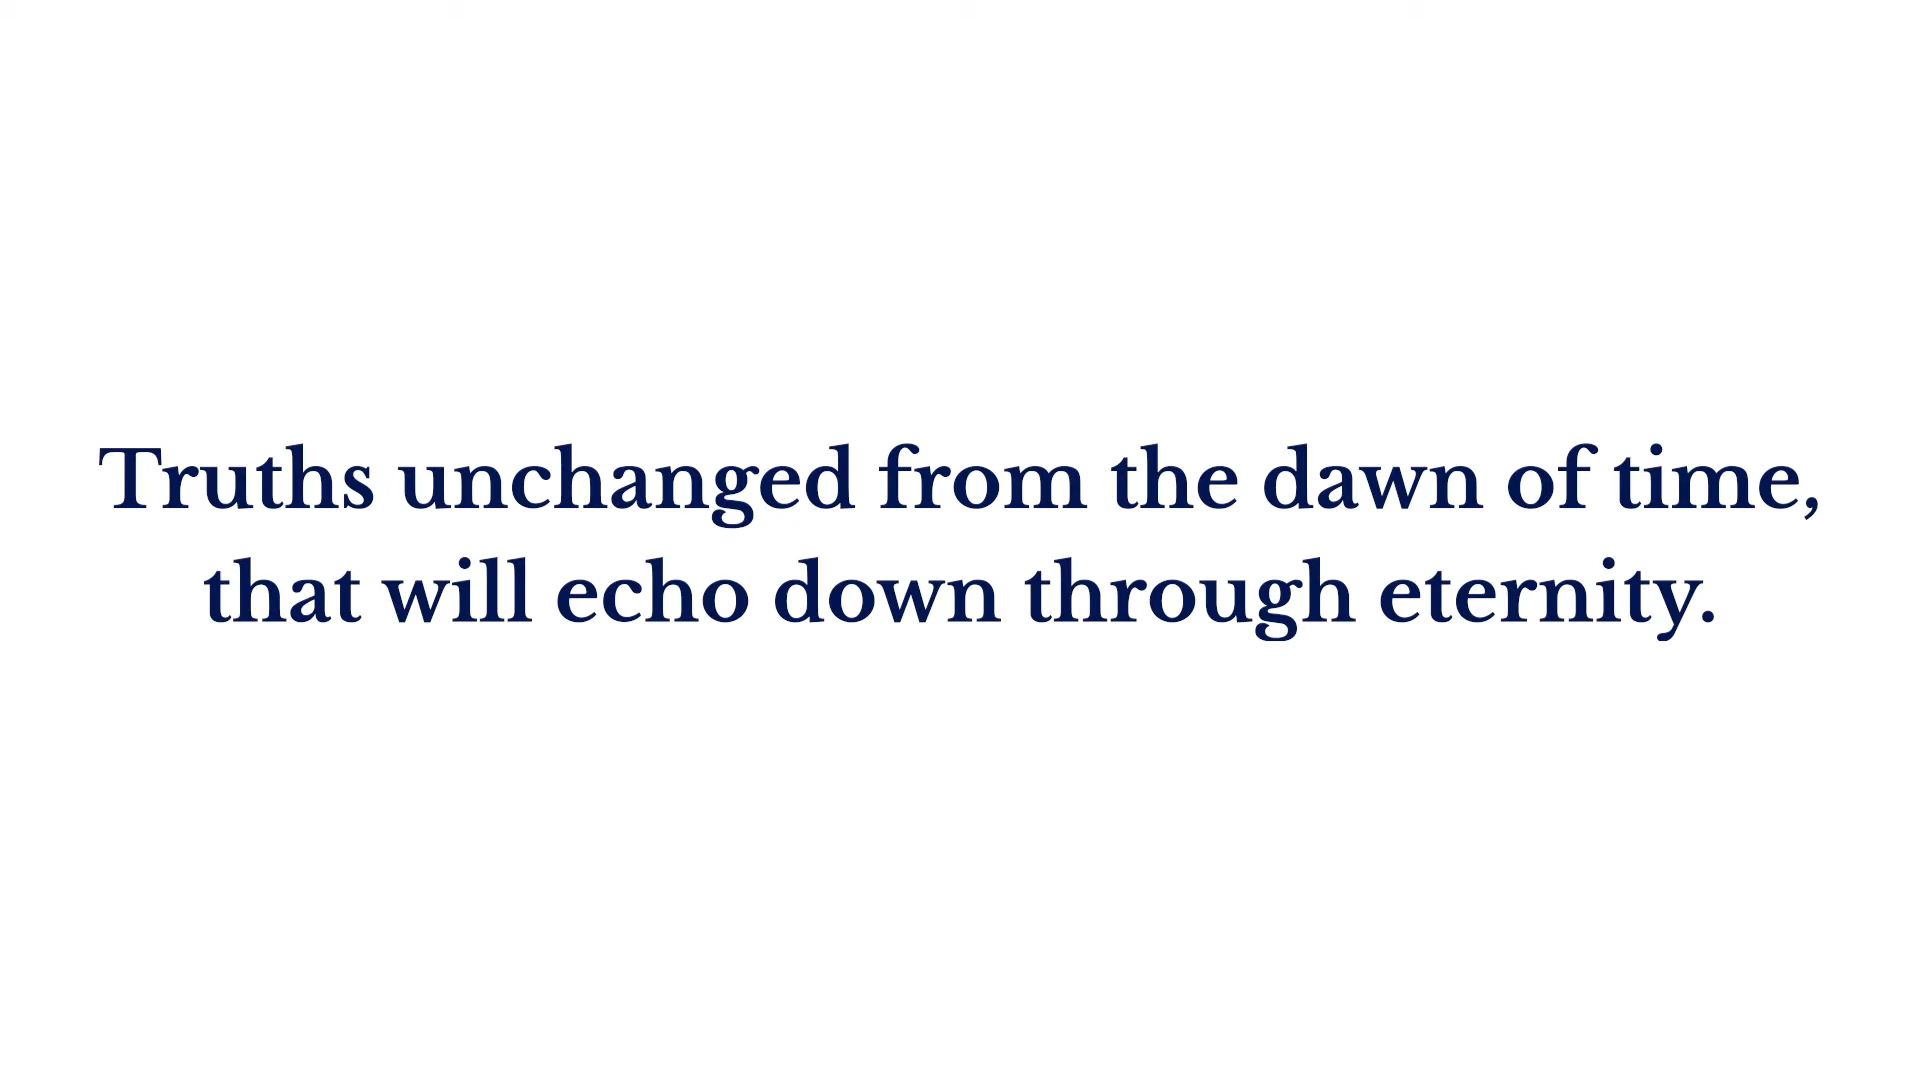 Truths unchanged from the dawn of time,
that will echo down through eternity.